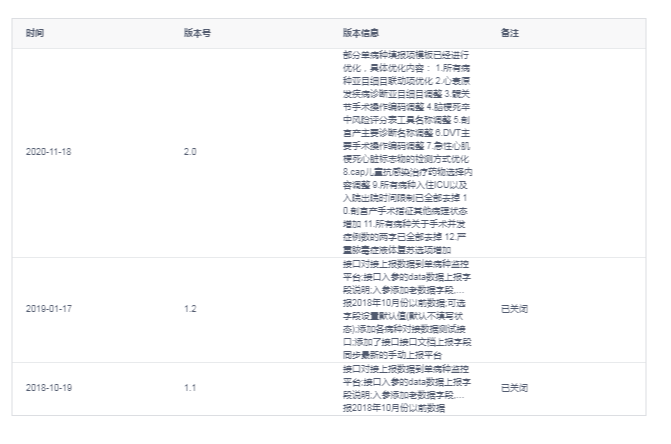 时间 版本号 版本信息 备注
部分单病种填报项模板已经进行
优化，具体优化内容： 1.所有病
种亚目细目联动项优化 2.心衰原
发疾病诊断亚目细目调整 3.髋关
节手术操作编码调整 4.脑梗死卒
中风险评分表工具名称调整 5.剖
宫产主要诊断名称调整 6.DVT主
要手术操作编码调整 7.急性心肌
梗死心脏标志物的检测方式优化
8.cap儿童抗感染治疗药物选择内
容调整 9.所有病种入住ICU以及
入院出院时间限制已全部去掉 1
0.剖宫产手术指征其他病理状态
增加 11.所有病种关于手术并发
症例数的两字已全部去掉 12.严
重脓毒症液体复苏选项增加
2020-11-18 2.0
接口对接上报数据到单病种监控
平台;接口入参的data数据上报字
段说明;入参添加老数据字段,...
报2018年10月份以前数据;可选
字段设置默认值(默认不填写状
态);添加各病种对接数据测试接
口;添加了接口接口文档上报字段
同步最新的手动上报平台
2019-01-17 1.2 已关闭
接口对接上报数据到单病种监控
平台;接口入参的data数据上报字
段说明;入参添加老数据字段,...
报2018年10月份以前数据
2018-10-19 1.1 已关闭